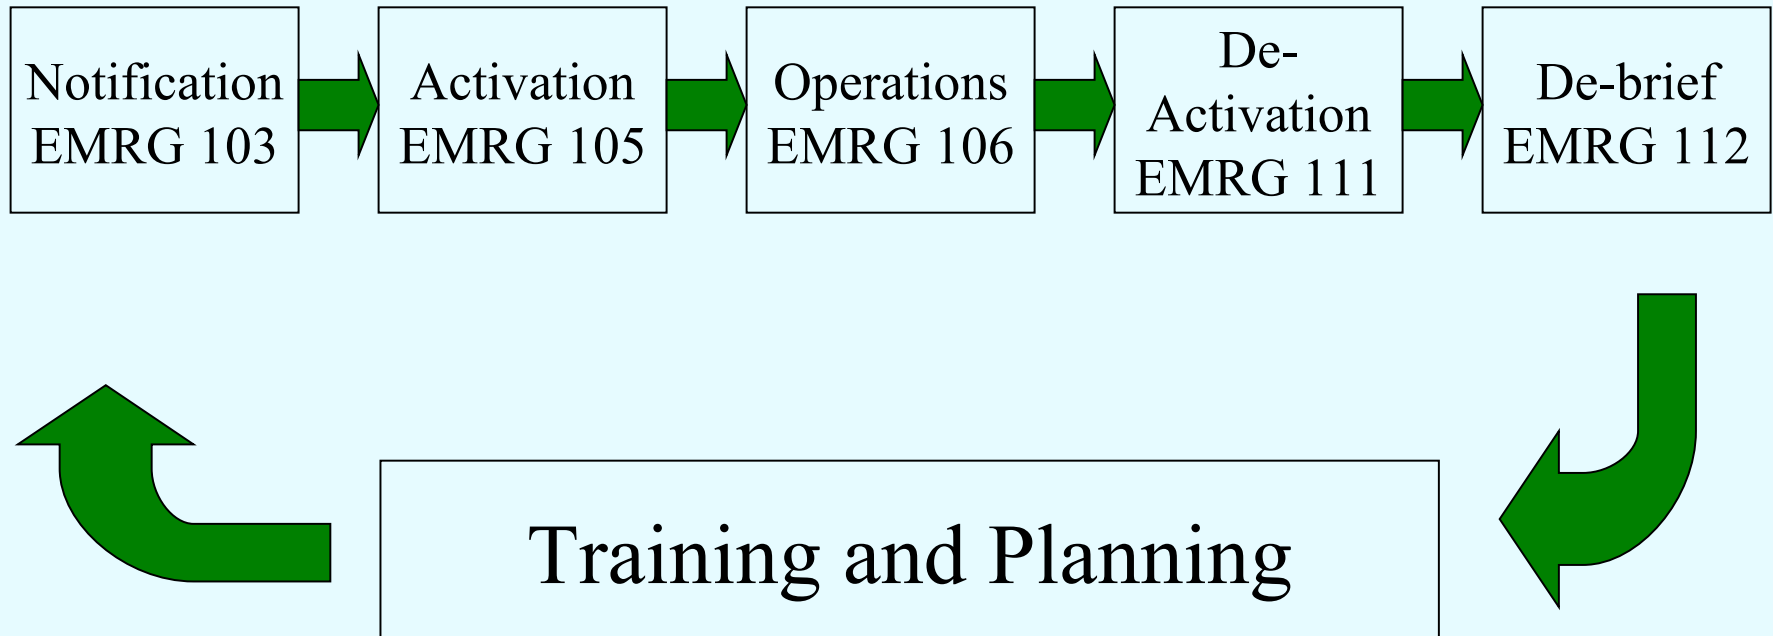 Notification
EMRG 103
Activation
EMRG 105
Operations
EMRG 106
De-
Activation
EMRG 111
De-brief
EMRG 112
Training and Planning